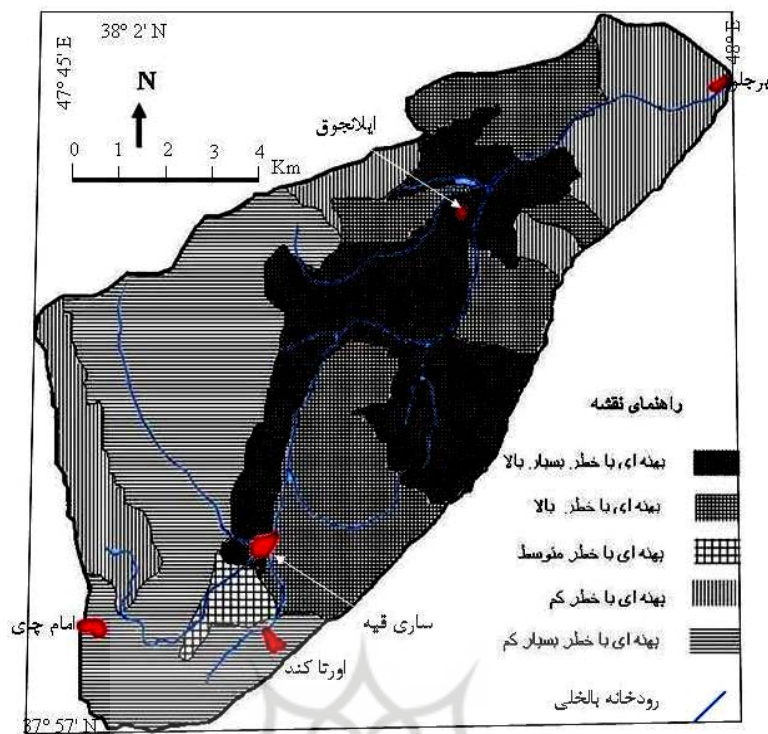 38° 2' N
47° 45' E
48° E
N
0 1 2 3 4
Km
ایلانجوق
راهنمای نقشه
پهنه ای با خطر بسیار بالا
پهنه ای با خطر بالا
پهنه ای با خطر متوسط
پهنه ای با خطر کم
پهنه ای با خطر بسیار کم
رودخانه بالخلی
امام چای
ساری قیه
اورتا کند
37° 57' N